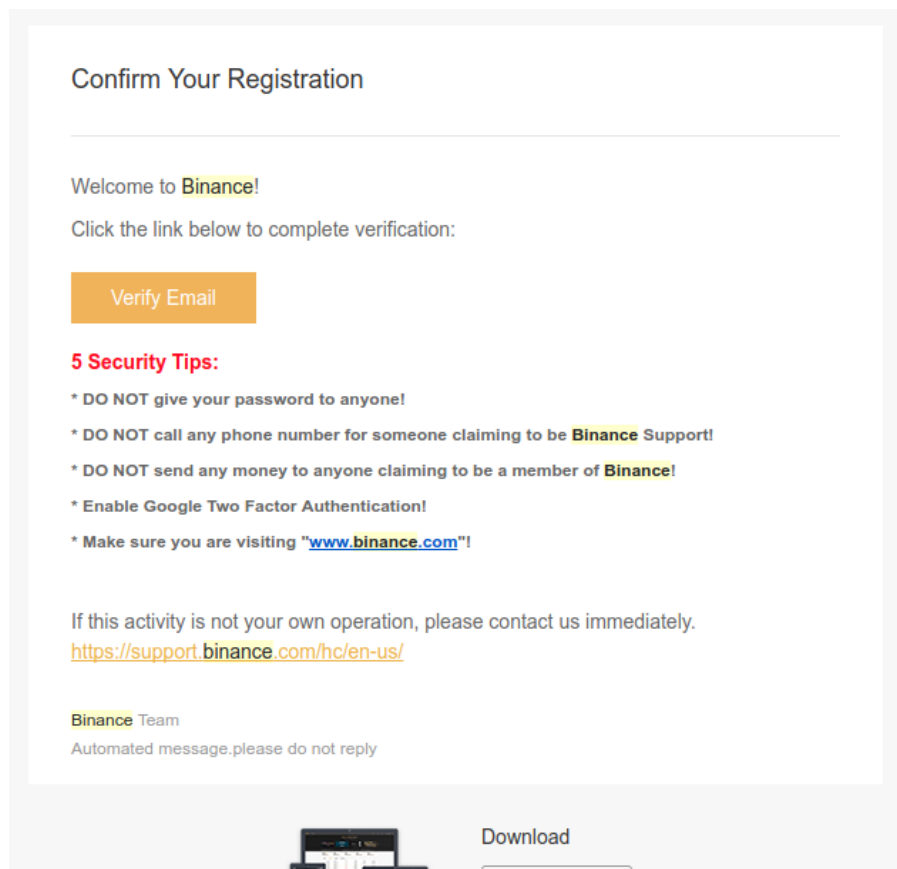 Confirm Your Registration
Welcome to Binance!
Click the link below to complete verification:
Verify Email
5 Security Tips:
* DO NOT give your password to anyone!
* DO NOT call any phone number for someone claiming to be Binance Support!
* DO NOT send any money to anyone claiming to be a member of Binance!
* Enable Google Two Factor Authentication!
* Make sure you are visiting "www.binance.com"!
If this activity is not your own operation, please contact us immediately.
https://support.binance.com/hc/en-us/
Binance Team
Automated message.please do not reply
Download